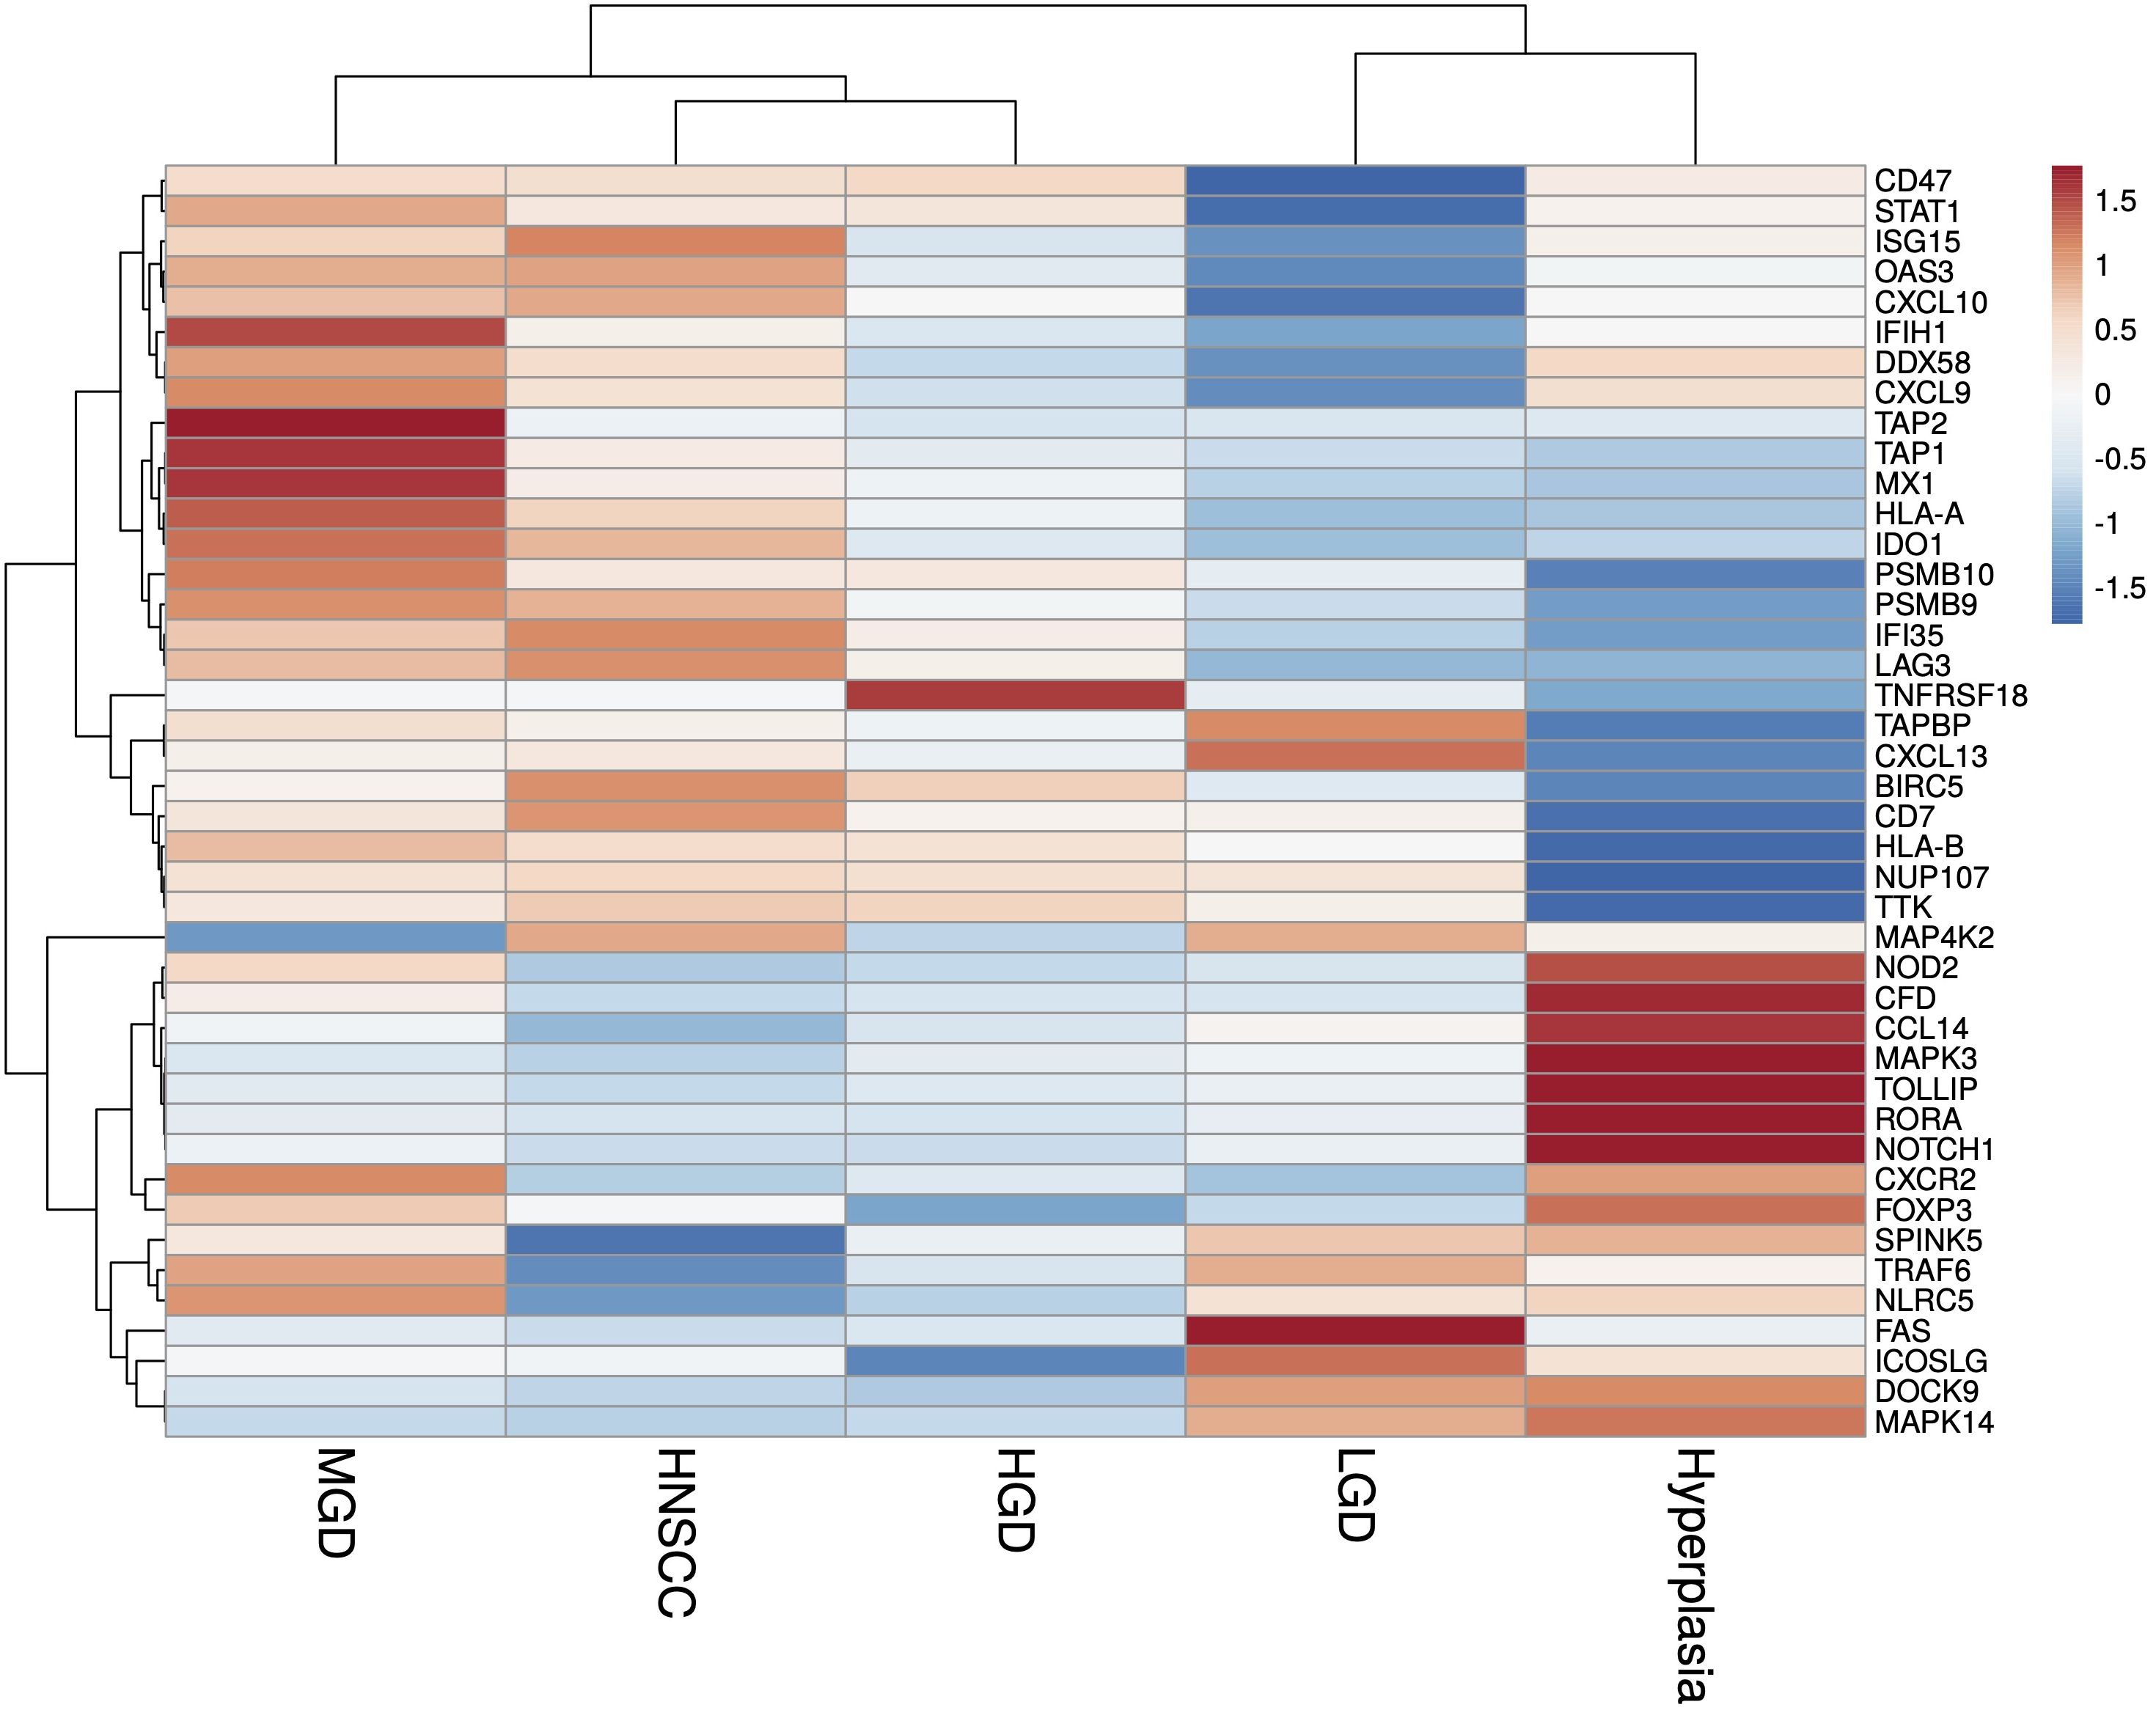 CD47
STAT1
ISG15
OAS3
CXCL10
IFIH1
DDX58
CXCL9
TAP2
TAP1
MX1
HLA-A
IDO1
PSMB10
PSMB9
IFI35
LAG3
TNFRSF18
TAPBP
CXCL13
BIRC5
CD7
HLA-B
NUP107
TTK
MAP4K2
NOD2
CFD
CCL14
MAPK3
TOLLIP
RORA
NOTCH1
CXCR2
FOXP3
SPINK5
TRAF6
NLRC5
FAS
ICOSLG
DOCK9
MAPK14
1.5
1
0.5
0
-0.5
-1
-1.5
MGD
HNSCC
HGD
LGD
Hyperplasia